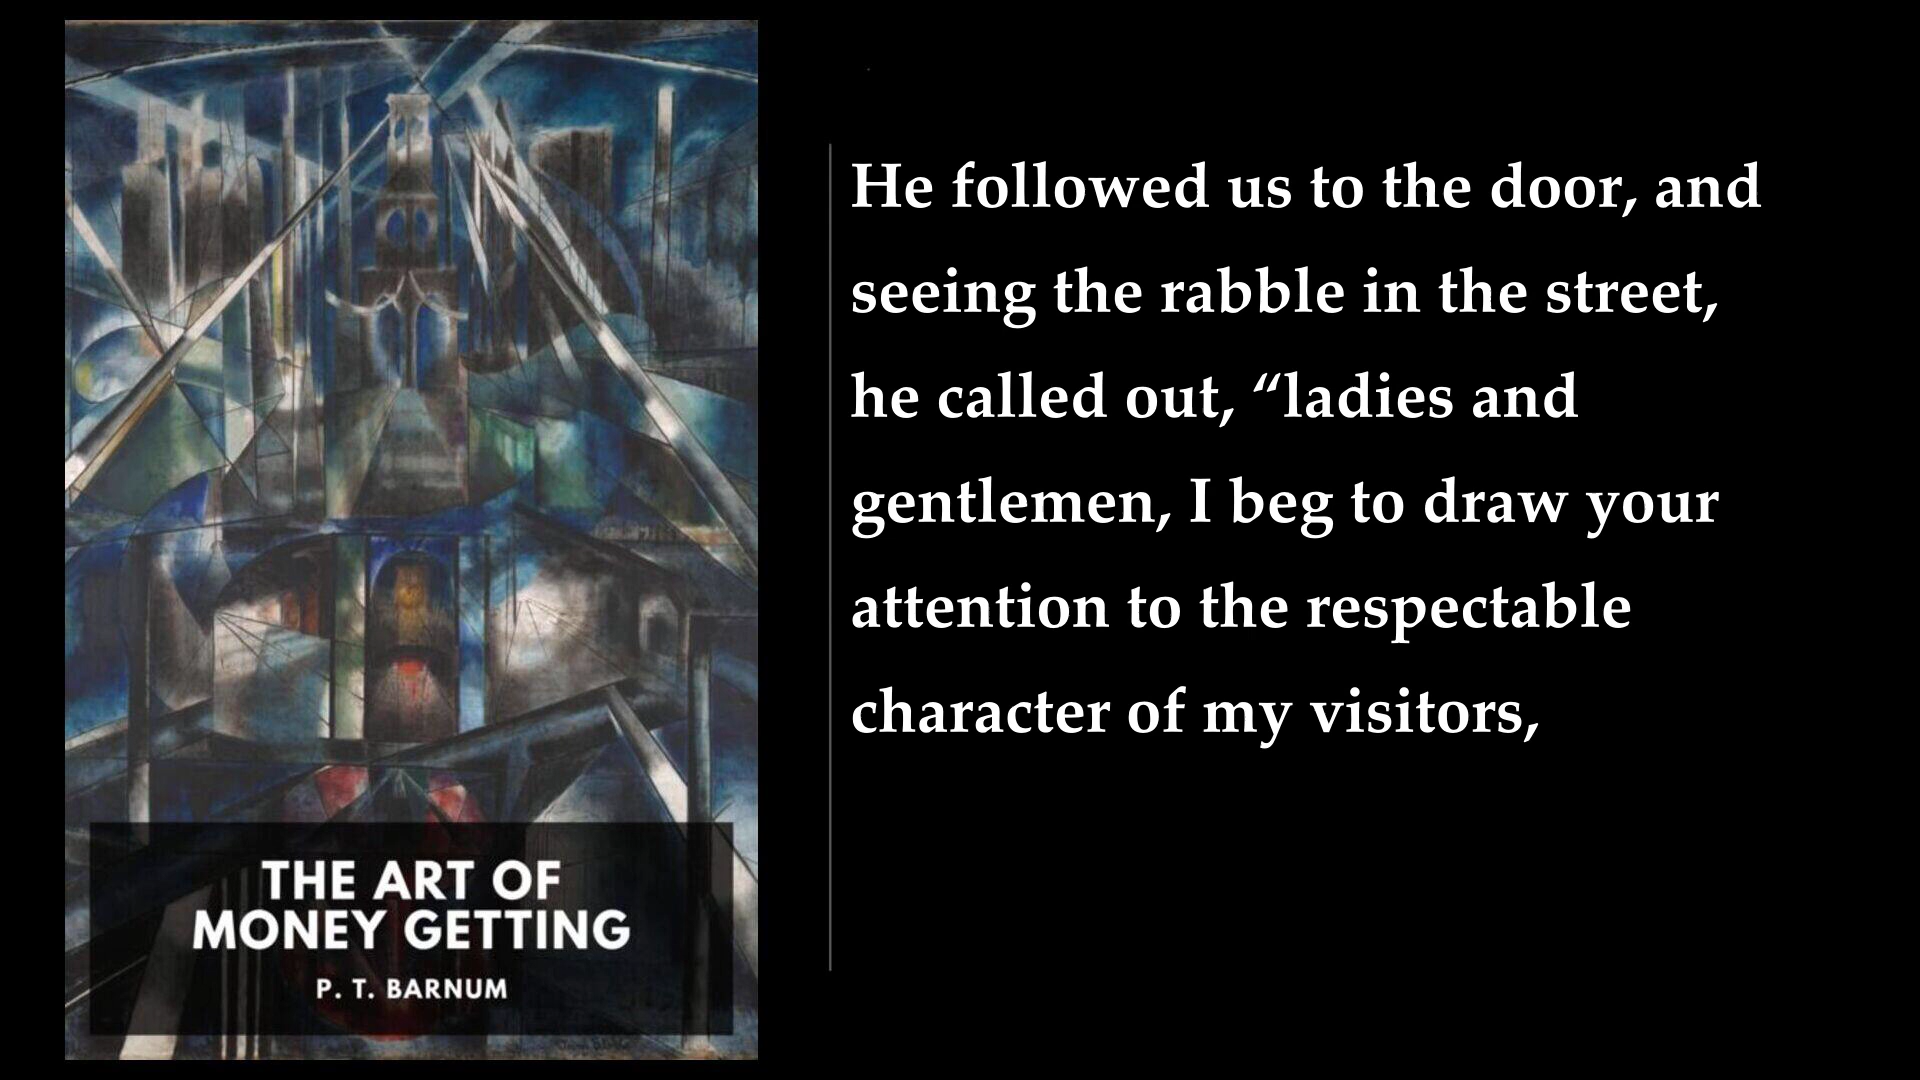 THE ART OF
MONEY GETTING
P. T. BARNUM
He followed us to the door, and
seeing the rabble in the street,
he called out, “ladies and
gentlemen, I beg to draw your
attention to the respectable
character of my visitors,